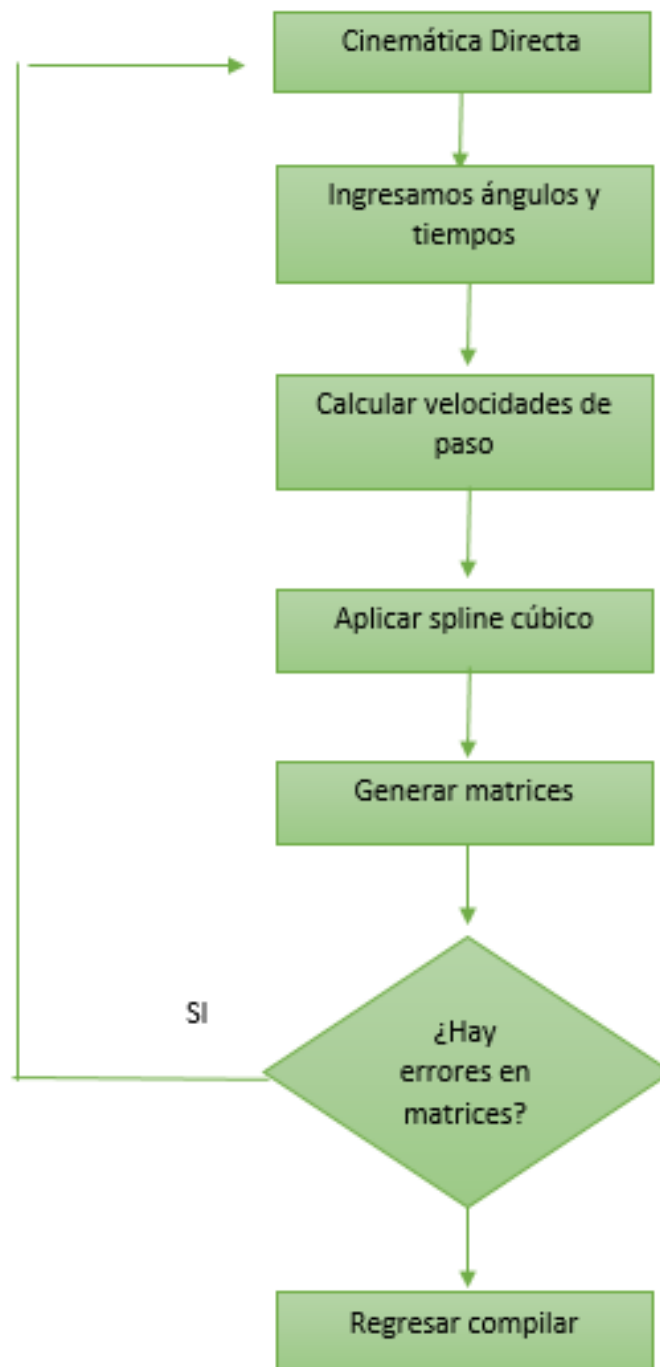 Cinemática Directa
Ingresamos ángulos y
tiempos
Calcular velocidades de
paso
Aplicar spline cúbico
Generar matrices
SI
¿Hay
errores en
matrices?
Regresar compilar